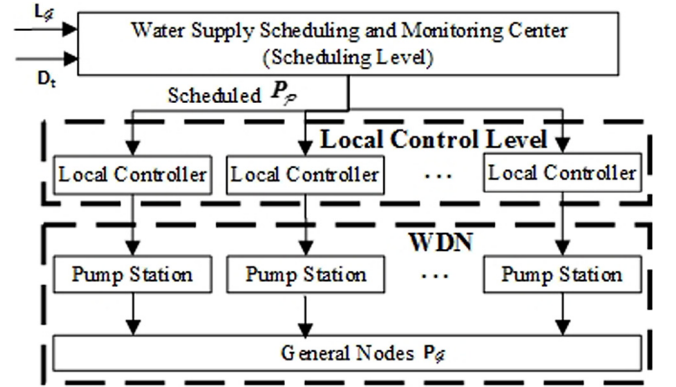 L𝒢
Water Supply Scheduling and Monitoring Center
(Scheduling Level)
Dt
Scheduled P𝒫
Local Control Level
Local Controller Local Controller ... Local Controller
WDN
Pump Station Pump Station ... Pump Station
General Nodes P𝒢